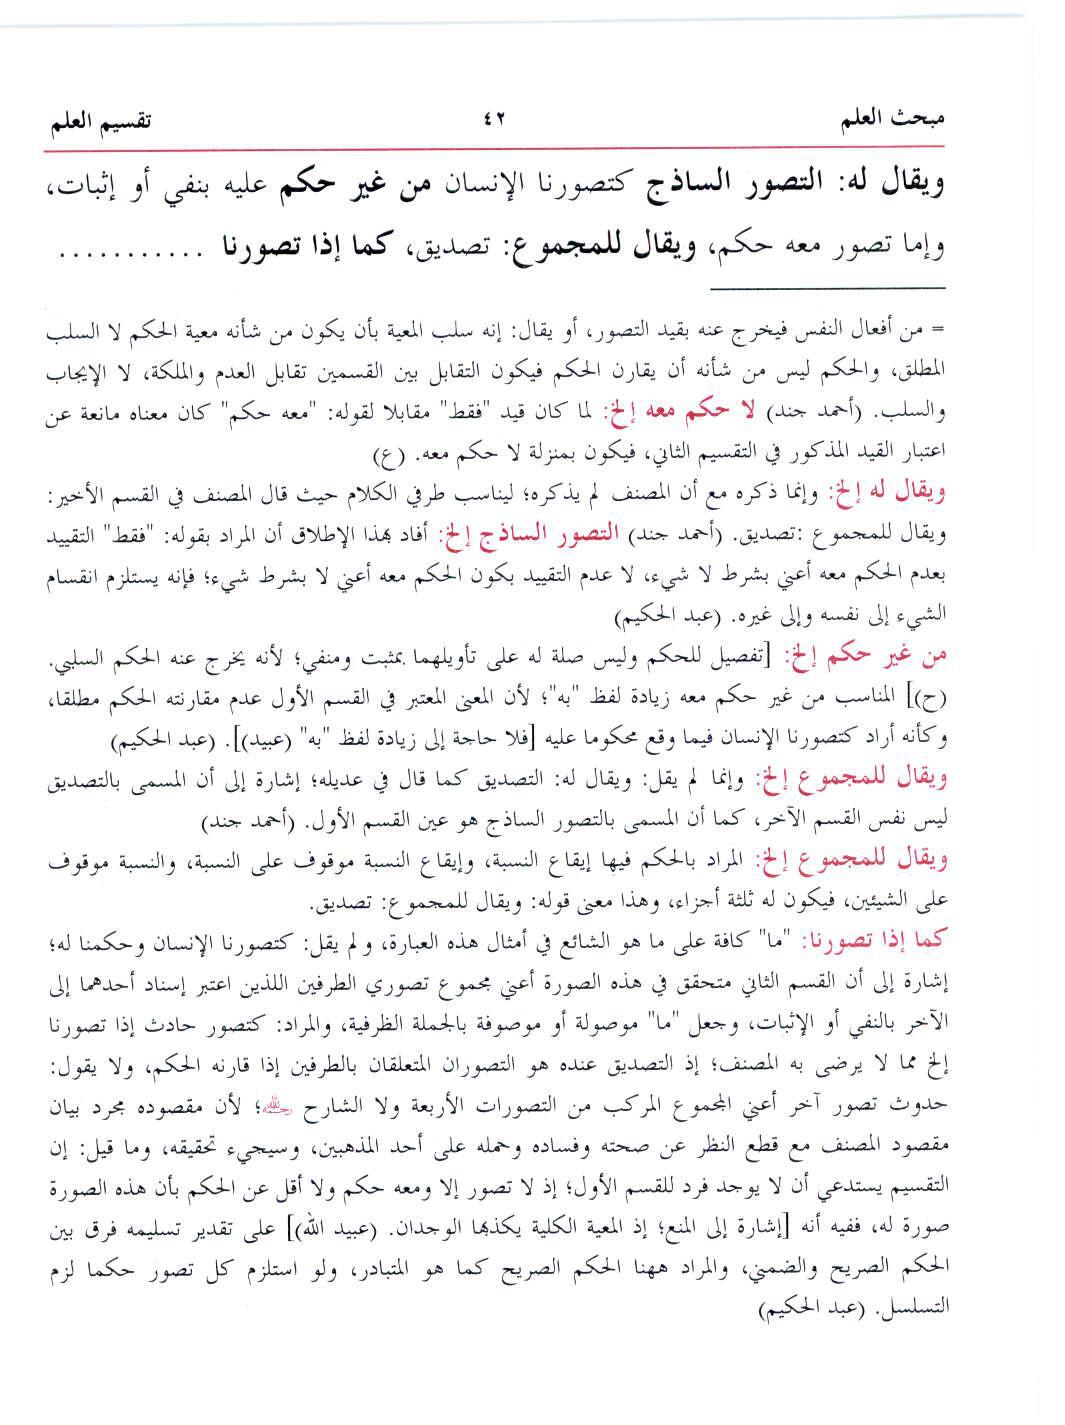 مبحث العلم ٤٢ تقسيم العلم
ويقال له: التصور الساذج كتصورنا الإنسان من غير حكم عليه بنفي أو إثبات،
وإما تصور معه حكم، ويقال للمجموع: تصديق، كما إذا تصورنا ...........
= من أفعال النفس فيخرج عنه بقيد التصور، أو يقال: إنه سلب المعية بأن يكون من شأنه معية الحكم لا السلب
المطلق، والحكم ليس من شأنه أن يقارن الحكم فيكون التقابل بين القسمين تقابل العدم والملكة، لا الإيجاب
والسلب. (أحمد جند) لا حكم معه إلخ: لما كان قيد "فقط" مقابلا لقوله: "معه حكم" كان معناه مانعة عن
اعتبار القيد المذكور في التقسيم الثاني، فيكون بمنزلة لا حكم معه. (ع)
ويقال له إلخ: وإنما ذكره مع أن المصنف لم يذكره؛ ليناسب طرفي الكلام حيث قال المصنف في القسم الأخير:
ويقال للمجموع :تصديق. (أحمد جند) التصور الساذج إلخ: أفاد بهذا الإطلاق أن المراد بقوله: "فقط" التقييد
بعدم الحكم معه أعني بشرط لا شيء، لا عدم التقييد بكون الحكم معه أعني لا بشرط شيء؛ فإنه يستلزم انقسام
الشيء إلى نفسه وإلى غيره. (عبد الحكيم)
من غير حكم إلخ: [تفصيل للحكم وليس صلة له على تأويلهما بمثبت ومنفي؛ لأنه يخرج عنه الحكم السلبي.
(ح)] المناسب من غير حكم معه زيادة لفظ "به"؛ لأن المعنى المعتبر في القسم الأول عدم مقارنته الحكم مطلقا،
وكأنه أراد كتصورنا الإنسان فيما وقع محكوما عليه [فلا حاجة إلى زيادة لفظ "به" (عبيد)]. (عبد الحكيم)
ويقال للمجموع إلخ: وإنما لم يقل: ويقال له: التصديق كما قال في عديله؛ إشارة إلى أن المسمى بالتصديق
ليس نفس القسم الآخر، كما أن المسمى بالتصور الساذج هو عين القسم الأول. (أحمد جند)
ويقال للمجموع إلخ: المراد بالحكم فيها إيقاع النسبة، وإيقاع النسبة موقوف على النسبة، والنسبة موقوف
على الشيئين، فيكون له ثلثة أجزاء، وهذا معنى قوله: ويقال للمجموع: تصديق.
كما إذا تصورنا: "ما" كافة على ما هو الشائع في أمثال هذه العبارة، ولم يقل: كتصورنا الإنسان وحكمنا له؛
إشارة إلى أن القسم الثاني متحقق في هذه الصورة أعني مجموع تصوري الطرفين اللذين اعتبر إسناد أحدهما إلى
الآخر بالنفي أو الإثبات، وجعل "ما" موصولة أو موصوفة بالجملة الظرفية، والمراد: كتصور حادث إذا تصورنا
إلخ مما لا يرضى به المصنف؛ إذ التصديق عنده هو التصوران المتعلقان بالطرفين إذا قارنه الحكم، ولا يقول:
حدوث تصور آخر أعني المجموع المركب من التصورات الأربعة ولا الشارح رحمه الله؛ لأن مقصوده مجرد بيان
مقصود المصنف مع قطع النظر عن صحته وفساده وحمله على أحد المذهبين، وسيجيء تحقيقه، وما قيل: إن
التقسيم يستدعي أن لا يوجد فرد للقسم الأول؛ إذ لا تصور إلا ومعه حكم ولا أقل عن الحكم بأن هذه الصورة
صورة له، ففيه أنه [إشارة إلى المنع؛ إذ المعية الكلية يكذبها الوجدان. (عبيد الله)] على تقدير تسليمه فرق بين
الحكم الصريح والضمني، والمراد ههنا الحكم الصريح كما هو المتبادر، ولو استلزم كل تصور حكما لزم
التسلسل. (عبد الحكيم)